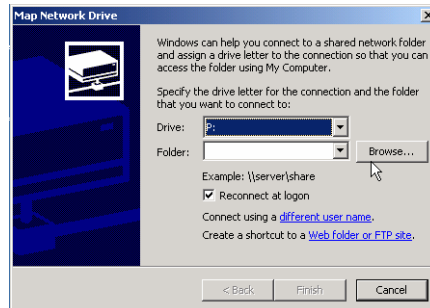 Map Network Drive
Windows can help you connect to a shared network folder
and assign a drive letter to the connection so that you can
access the folder using My Computer.
Specify the drive letter for the connection and the folder
that you want to connect to:
Drive: P:
Folder: Browse...
Example: \\server\share
Reconnect at logon
Connect using a different user name.
Create a shortcut to a Web folder or FTP site.
< Back Finish Cancel